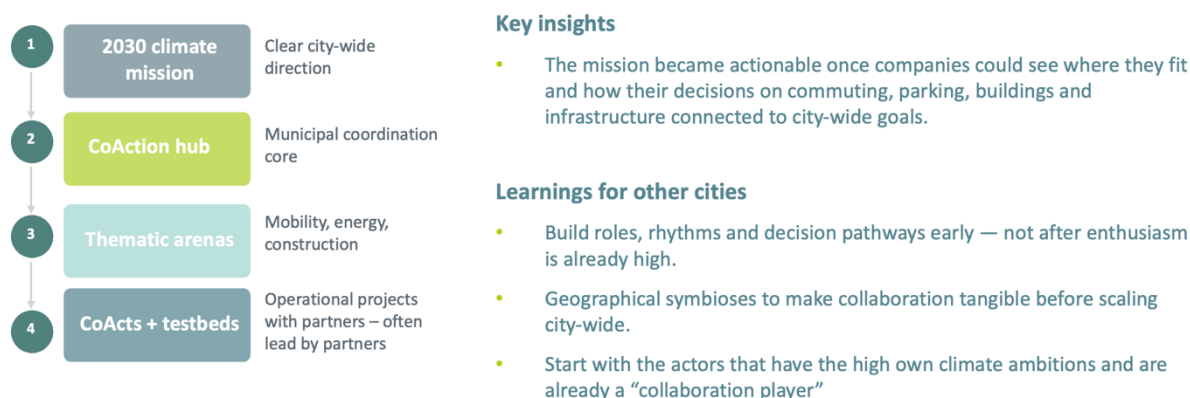 1
2030 climate
mission
Clear city-wide
direction
2
CoAction hub
Municipal coordination
core
3
Thematic arenas
Mobility, energy,
construction
4
CoActs + testbeds
Operational projects
with partners – often
lead by partners
Key insights
• The mission became actionable once companies could see where they fit
and how their decisions on commuting, parking, buildings and
infrastructure connected to city-wide goals.
Learnings for other cities
• Build roles, rhythms and decision pathways early — not after enthusiasm
is already high.
• Geographical symbioses to make collaboration tangible before scaling
city-wide.
• Start with the actors that have the high own climate ambitions and are
already a “collaboration player”